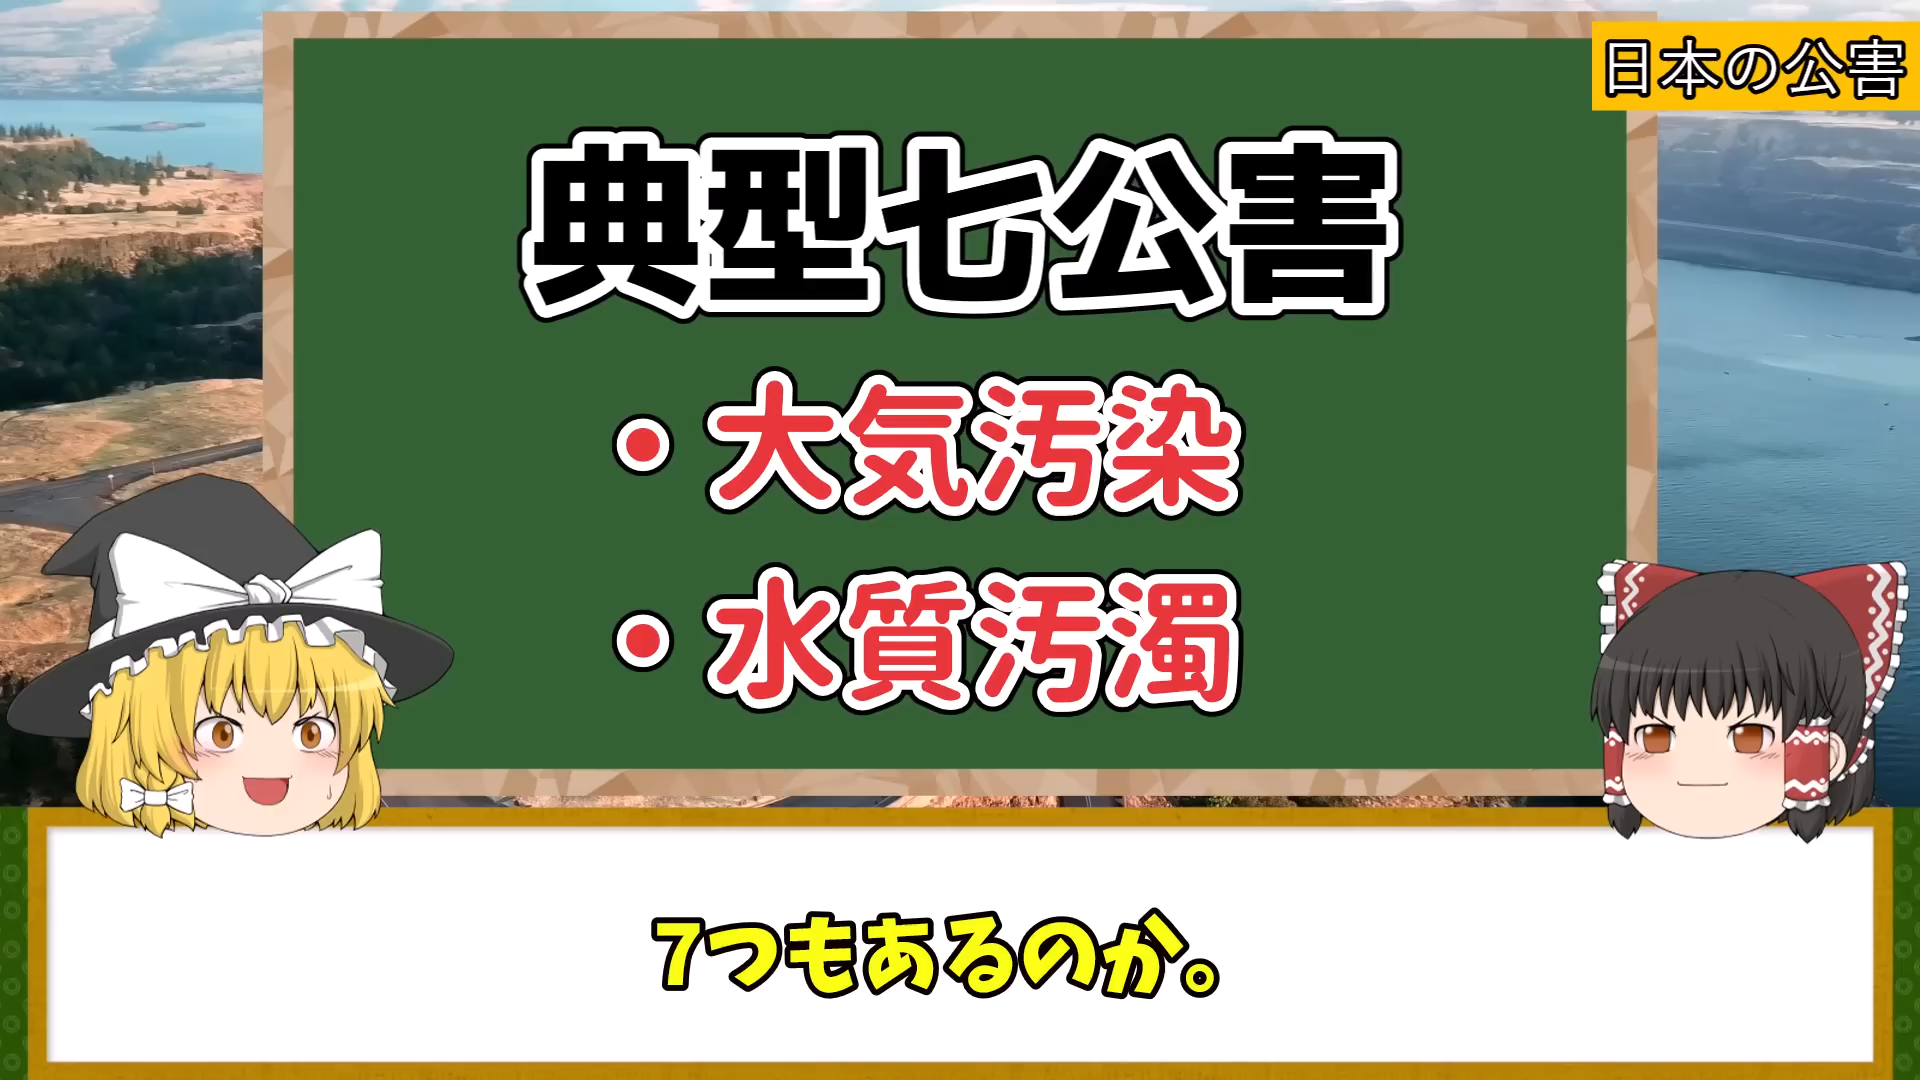 日本の公害
典型七公害
・大気汚染
・水質汚濁
7つもあるのか。